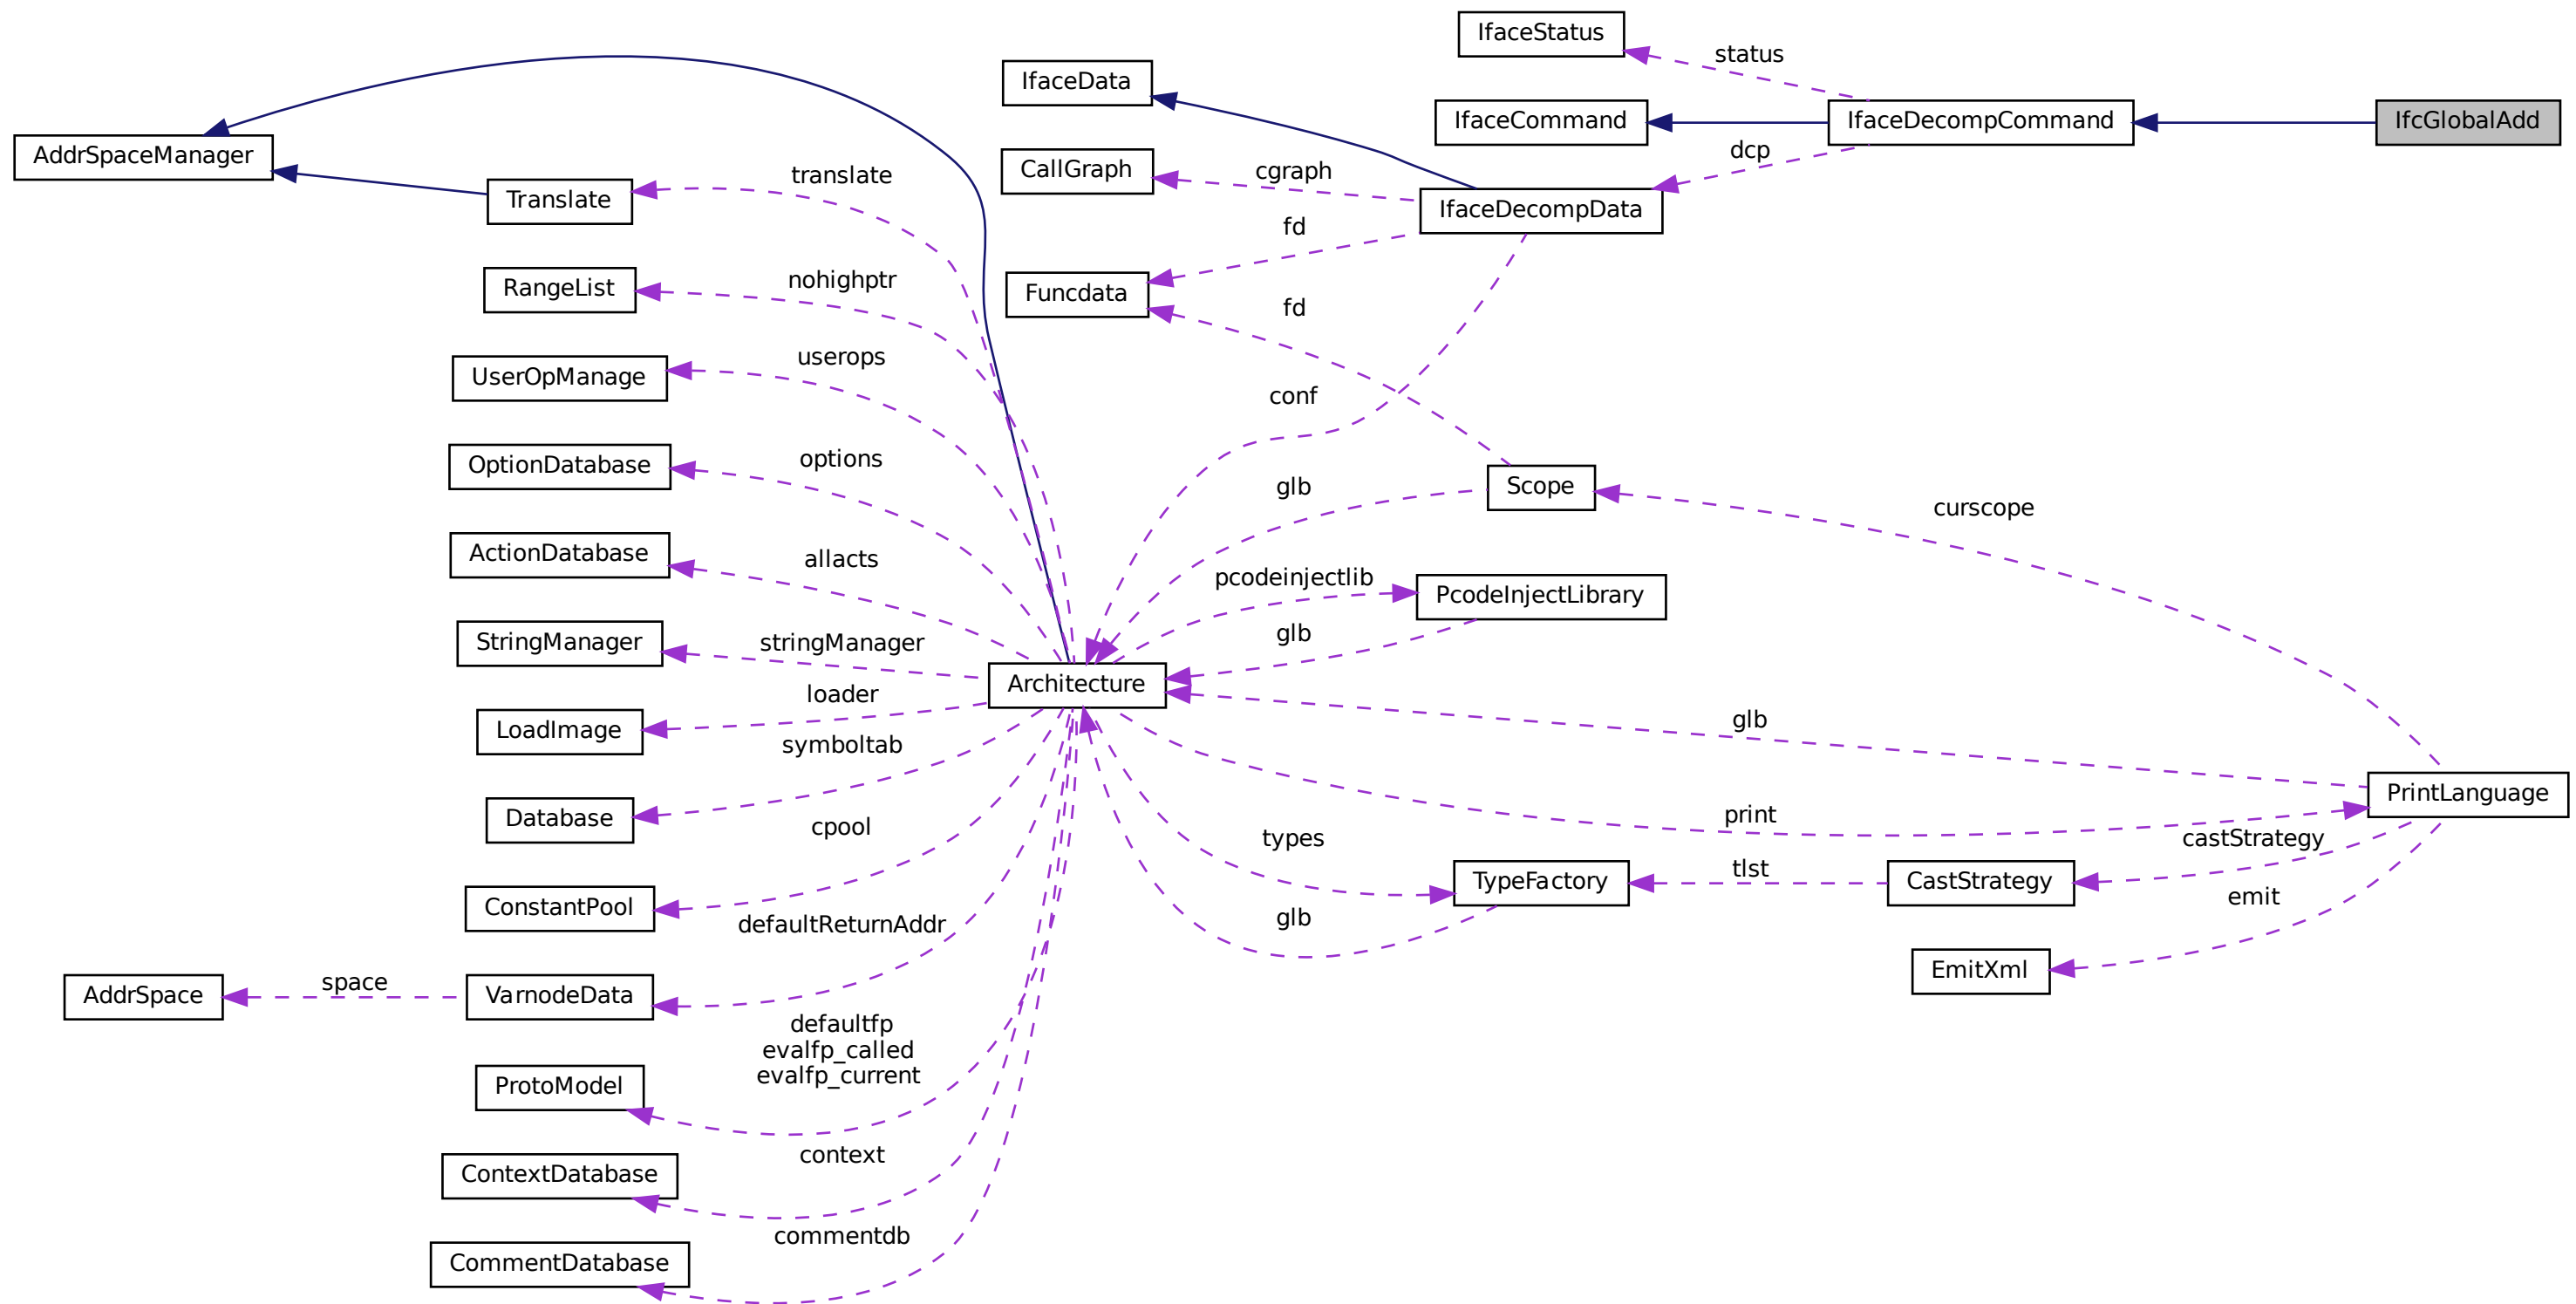 IfaceStatus
status
IfaceData
IfaceCommand
IfaceDecompCommand
IfcGlobalAdd
AddrSpaceManager
CallGraph
cgraph
dcp
Translate
translate
IfaceDecompData
fd
RangeList
nohighptr
Funcdata
fd
UserOpManage
userops
conf
OptionDatabase
options
glb
Scope
curscope
ActionDatabase
allacts
pcodeinjectlib
PcodeInjectLibrary
StringManager
stringManager
glb
Architecture
LoadImage
loader
glb
symboltab
PrintLanguage
Database
cpool
print
types
castStrategy
TypeFactory
tlst
CastStrategy
ConstantPool
defaultReturnAddr
glb
emit
EmitXml
AddrSpace
space
VarnodeData
defaultfp
evalfp_called
evalfp_current
ProtoModel
context
ContextDatabase
commentdb
CommentDatabase